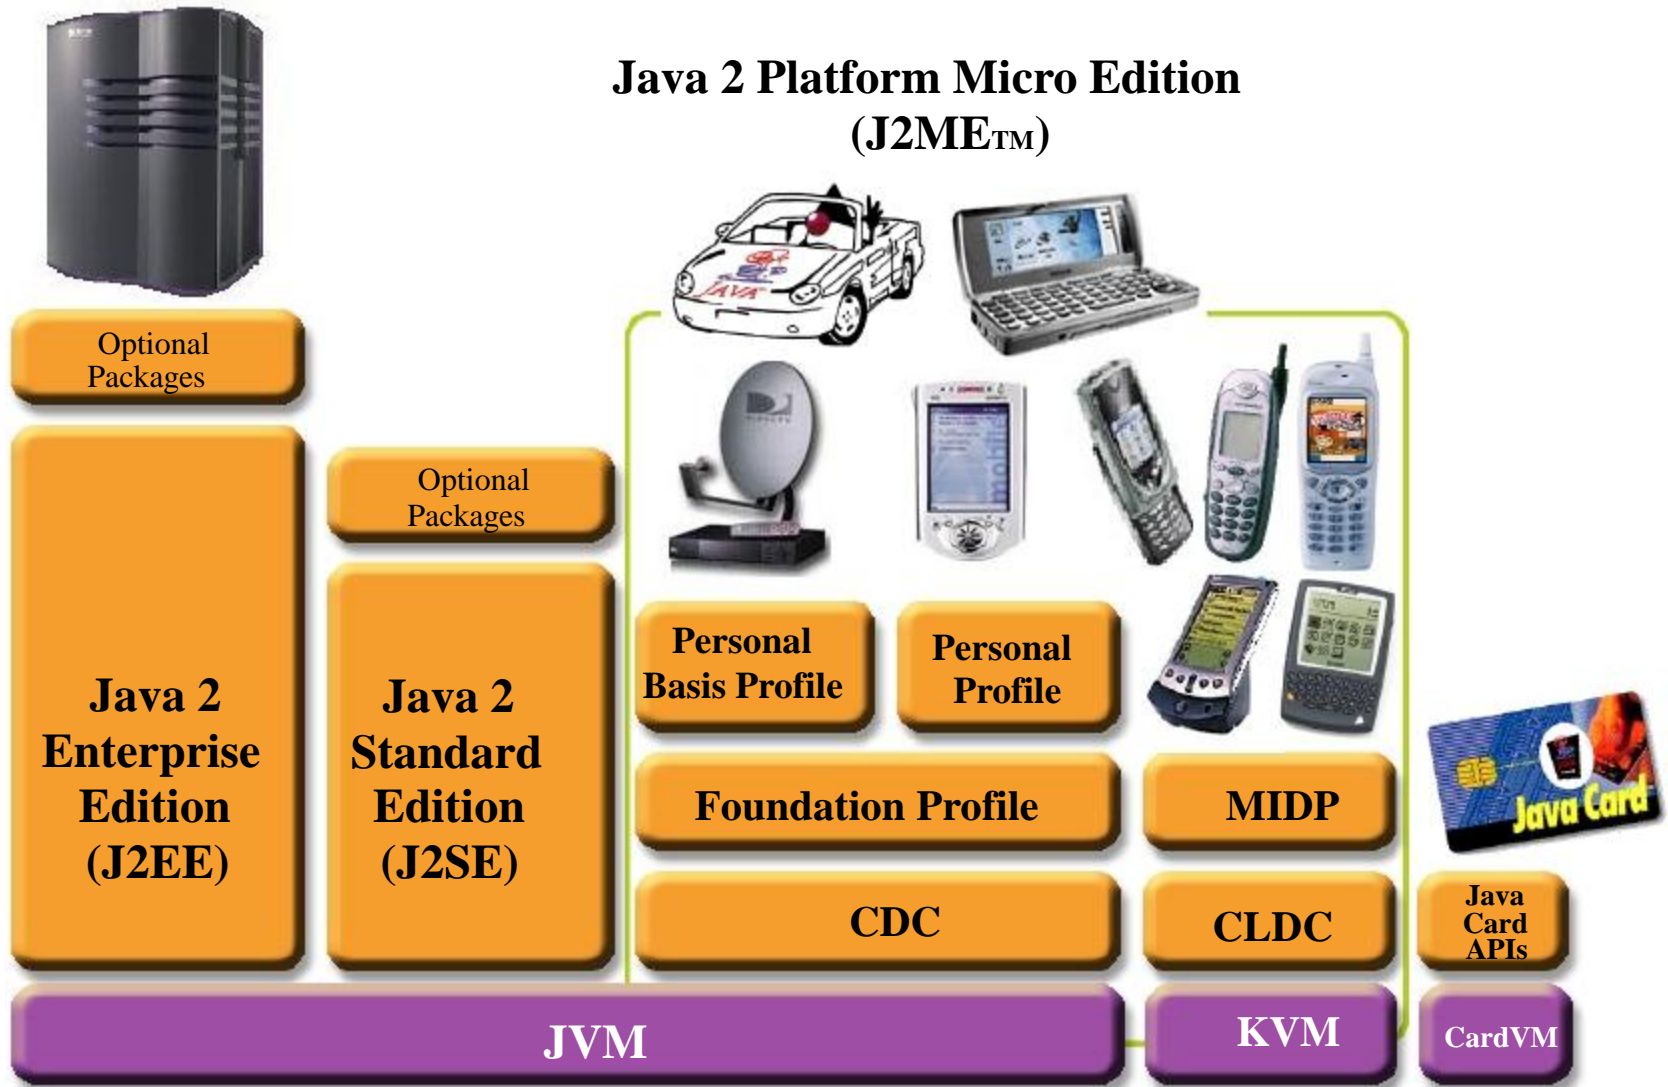 Java 2 Platform Micro Edition
(J2METM)
JAVA
DIRECTV
Optional
Packages
Optional
Packages
Java 2
Enterprise
Edition
(J2EE)
Java 2
Standard
Edition
(J2SE)
Personal
Basis Profile
Personal
Profile
Foundation Profile
MIDP
CDC
CLDC
Java Card
Java
Card
APIs
JVM
KVM
CardVM